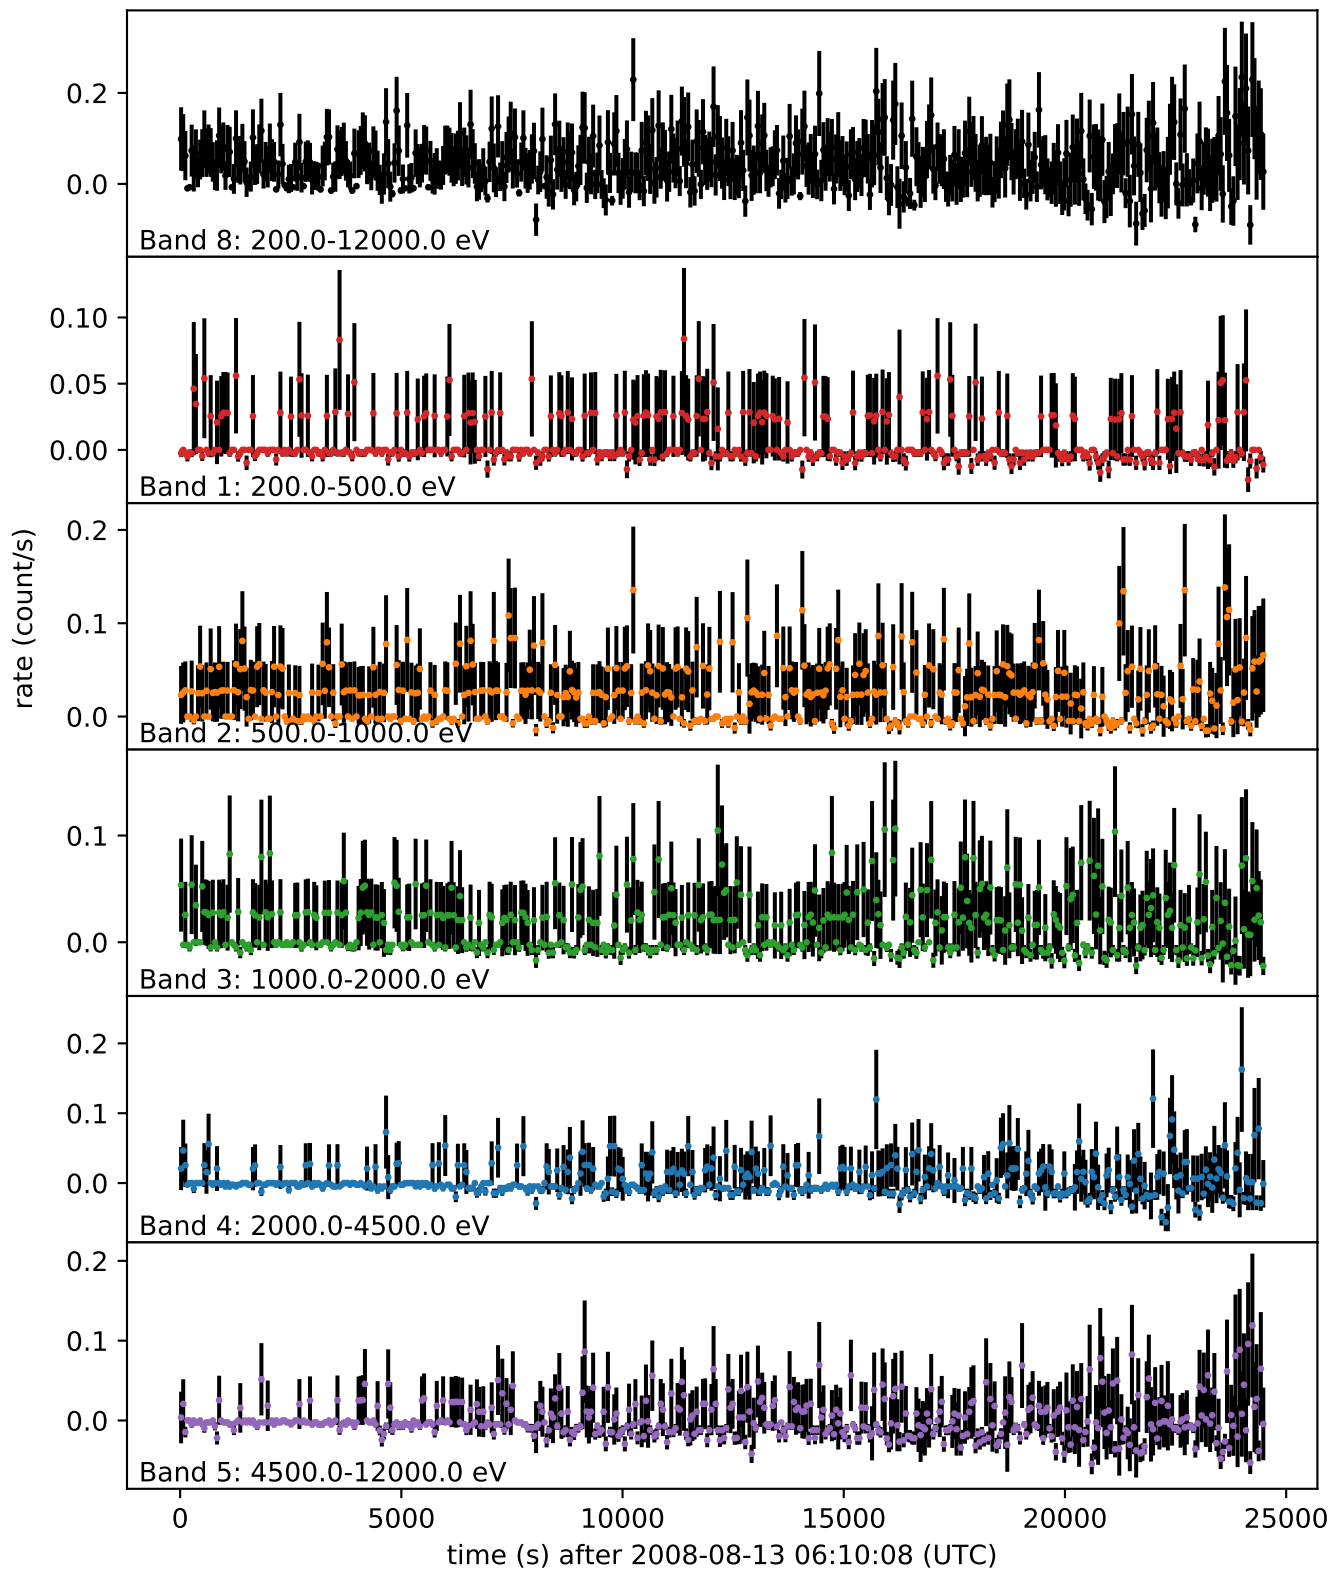 0.2
0.0
Band 8: 200.0-12000.0 eV
0.10
0.05
0.00
Band 1: 200.0-500.0 eV
rate (count/s)
0.2
0.1
0.0
Band 2: 500.0-1000.0 eV
0.1
0.0
Band 3: 1000.0-2000.0 eV
0.2
0.1
0.0
Band 4: 2000.0-4500.0 eV
0.2
0.1
0.0
Band 5: 4500.0-12000.0 eV
0 5000 10000 15000 20000 25000
time (s) after 2008-08-13 06:10:08 (UTC)